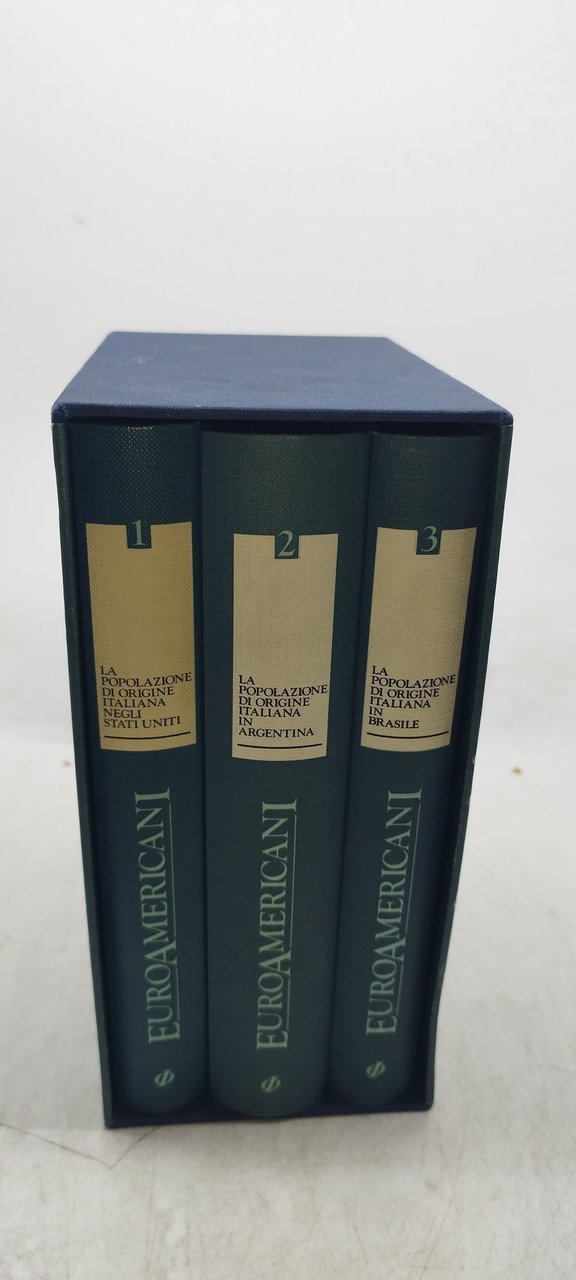 1
LA
POPOLAZIONE
DI ORIGINE
ITALIANA
NEGLI
STATI UNITI
EUROAMERICANI
2
LA
POPOLAZIONE
DI ORIGINE
ITALIANA
IN
ARGENTINA
EUROAMERICANI
3
LA
POPOLAZIONE
DI ORIGINE
ITALIANA
IN
BRASILE
EUROAMERICANI